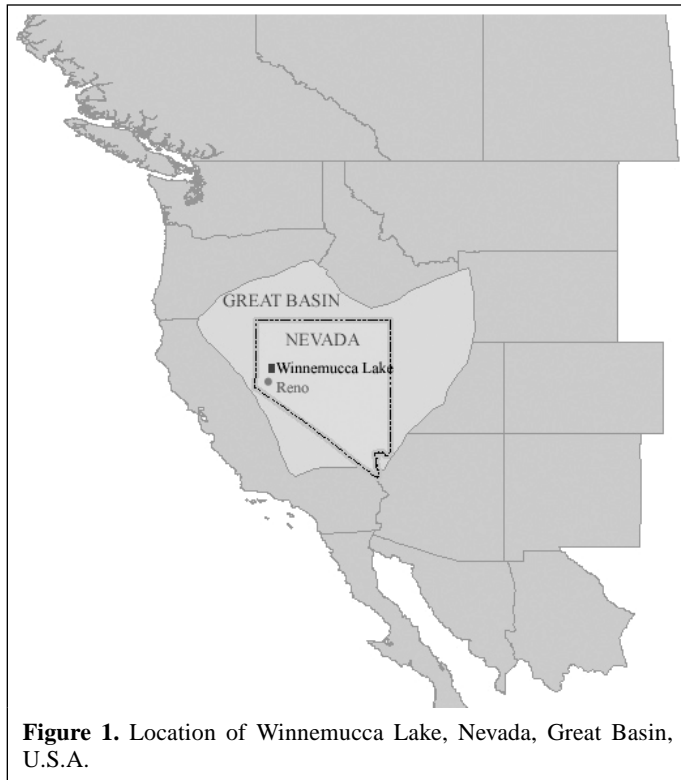 GREAT BASIN
NEVADA
Winnemucca Lake
Reno
Figure 1. Location of Winnemucca Lake, Nevada, Great Basin,
U.S.A.